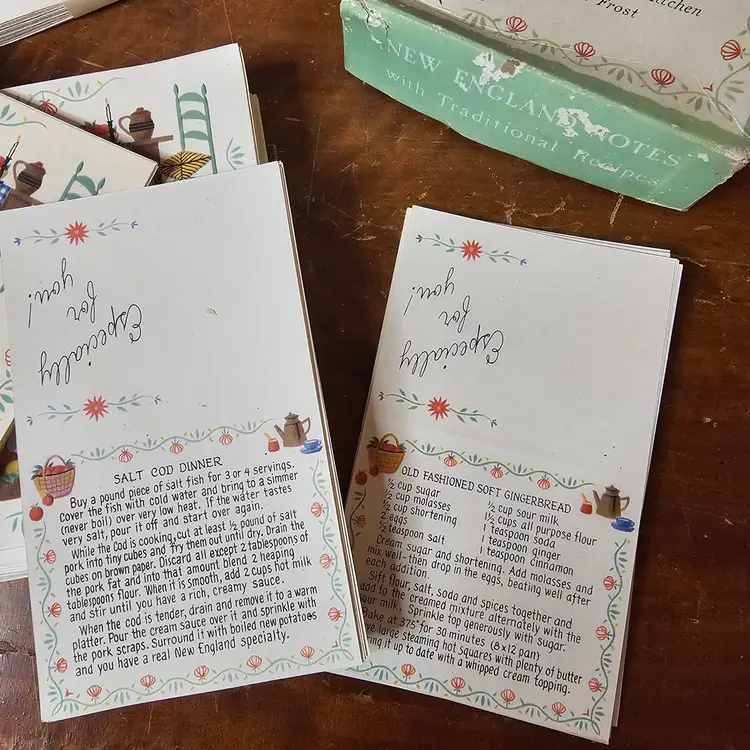 Kitchen
Frost
NEW ENGLAND NOTES
with Traditional Recipes
Especially
for
you!
SALT COD DINNER
Buy a pound piece of salt fish for 3 or 4 servings.
Cover the fish with cold water and bring to a simmer
(never boil) over very low heat. If the water tastes
very salt, pour it off and start over again.
While the cod is cooking, cut at least ½ pound of salt
pork into tiny cubes and fry them out until dry. Drain the
cubes on brown paper. Discard all except 2 tablespoons of
the pork fat and into that amount blend 2 heaping
tablespoons flour. When it is smooth, add 2 cups hot milk
and stir until you have a rich, creamy sauce.
When the cod is tender, drain and remove it to a warm
platter. Pour the cream sauce over it and sprinkle with
the pork scraps. Surround it with boiled new potatoes
and you have a real New England specialty.
Especially
for
you!
OLD FASHIONED SOFT GINGERBREAD
½ cup sugar
½ cup molasses
½ cup shortening
2 eggs
½ teaspoon salt
½ cup sour milk
1½ cups all purpose flour
1 teaspoon soda
1 teaspoon ginger
1 teaspoon cinnamon
Cream sugar and shortening. Add molasses and
mix well-then drop in the eggs, beating well after
each addition.
Sift flour, salt, soda and spices together and
add to the creamed mixture alternately with the
milk. Sprinkle top generously with sugar.
Bake at 375° for 30 minutes (8x12 pan)
large steaming hot squares with plenty of butter
it up to date with a whipped cream topping.